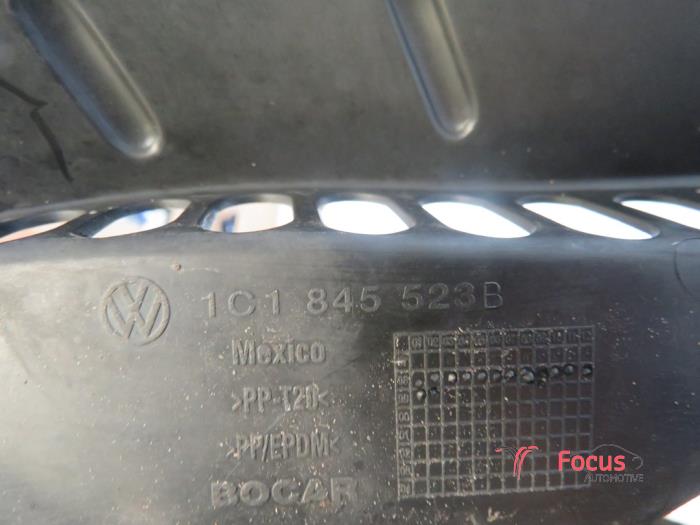 1C1 845 523B
Mexico
>PP-T20<
>PP/EPDM<
BOCAR
Focus
AUTOMOTIVE